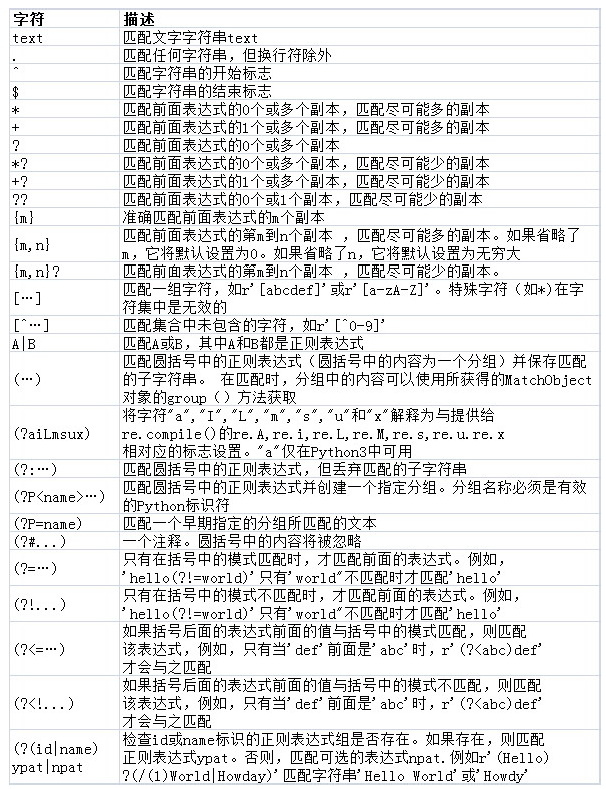 字符 描述
text 匹配文字字符串text
. 匹配任何字符串，但换行符除外
^ 匹配字符串的开始标志
$ 匹配字符串的结束标志
* 匹配前面表达式的0个或多个副本，匹配尽可能多的副本
+ 匹配前面表达式的1个或多个副本，匹配尽可能多的副本
? 匹配前面表达式的0个或多个副本
*? 匹配前面表达式的0个或多个副本，匹配尽可能少的副本
+? 匹配前面表达式的1个或多个副本，匹配尽可能少的副本
?? 匹配前面表达式的0个或1个副本，匹配尽可能少的副本
{m} 准确匹配前面表达式的m个副本
{m,n} 匹配前面表达式的第m到n个副本 ，匹配尽可能多的副本。如果省略了
m，它将默认设置为0。如果省略了n，它将默认设置为无穷大
{m,n}? 匹配前面表达式的第m到n个副本 ，匹配尽可能少的副本。
[…] 匹配一组字符，如r'[abcdef]'或r'[a-zA-Z]'。特殊字符（如*)在字
符集中是无效的
[^…] 匹配集合中未包含的字符，如r'[^0-9]'
A|B 匹配A或B，其中A和B都是正则表达式
(…) 匹配圆括号中的正则表达式（圆括号中的内容为一个分组）并保存匹配
的子字符串。 在匹配时，分组中的内容可以使用所获得的MatchObject
对象的group（）方法获取
(?aiLmsux) 将字符"a","I","L","m","s","u"和"x"解释为与提供给
re.compile()的re.A,re.i,re.L,re.M,re.s,re.u.re.x
相对应的标志设置。"a"仅在Python3中可用
(?:…) 匹配圆括号中的正则表达式，但丢弃匹配的子字符串
(?P<name>…) 匹配圆括号中的正则表达式并创建一个指定分组。分组名称必须是有效
的Python标识符
(?P=name) 匹配一个早期指定的分组所匹配的文本
(?#...) 一个注释。圆括号中的内容将被忽略
(?=…) 只有在括号中的模式匹配时，才匹配前面的表达式。例如，
'hello(?!=world)'只有'world"不匹配时才匹配'hello'
(?!...) 只有在括号中的模式不匹配时，才匹配前面的表达式。例如，
'hello(?!=world)'只有'world"不匹配时才匹配'hello'
(?<=…) 如果括号后面的表达式前面的值与括号中的模式匹配，则匹配
该表达式，例如，只有当'def'前面是'abc'时，r'(?<abc)def'
才会与之匹配
(?<!...) 如果括号后面的表达式前面的值与括号中的模式不匹配，则匹配
该表达式，例如，只有当'def'前面是'abc'时，r'(?<abc)def'
才会与之匹配
(?(id|name)
ypat|npat 检查id或name标识的正则表达式组是否存在。如果存在，则匹配
正则表达式ypat。否则，匹配可选的表达式npat.例如r'(Hello)
?(/(1)World|Howday)'匹配字符串'Hello World'或'Howdy'